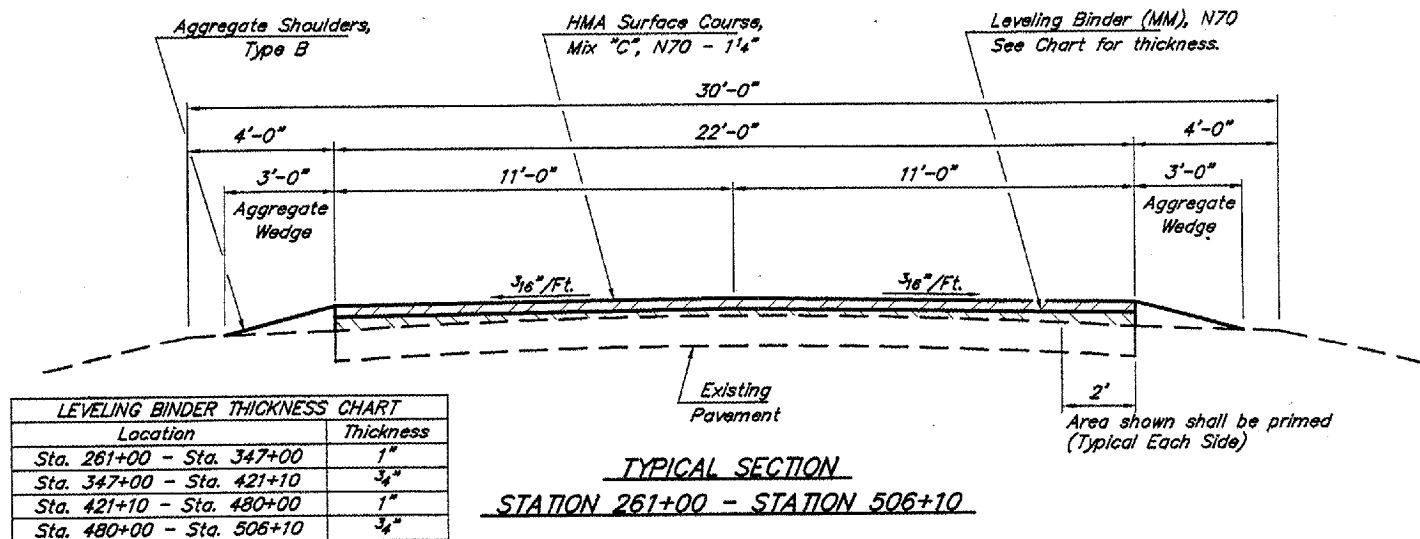 Aggregate Shoulders,
Type B
HMA Surface Course,
Mix "C", N70 - 1¼"
Leveling Binder (MM), N70
See Chart for thickness.
30'-0"
4'-0"
22'-0"
4'-0"
3'-0"
11'-0"
11'-0"
3'-0"
Aggregate
Wedge
Aggregate
Wedge
3⁄16"/Ft.
3⁄16"/Ft.
Existing
Pavement
2'
Area shown shall be primed
(Typical Each Side)
LEVELING BINDER THICKNESS CHART
Location Thickness
Sta. 261+00 - Sta. 347+00 1"
Sta. 347+00 - Sta. 421+10 ¾"
Sta. 421+10 - Sta. 480+00 1"
Sta. 480+00 - Sta. 506+10 ¾"
TYPICAL SECTION
STATION 261+00 - STATION 506+10